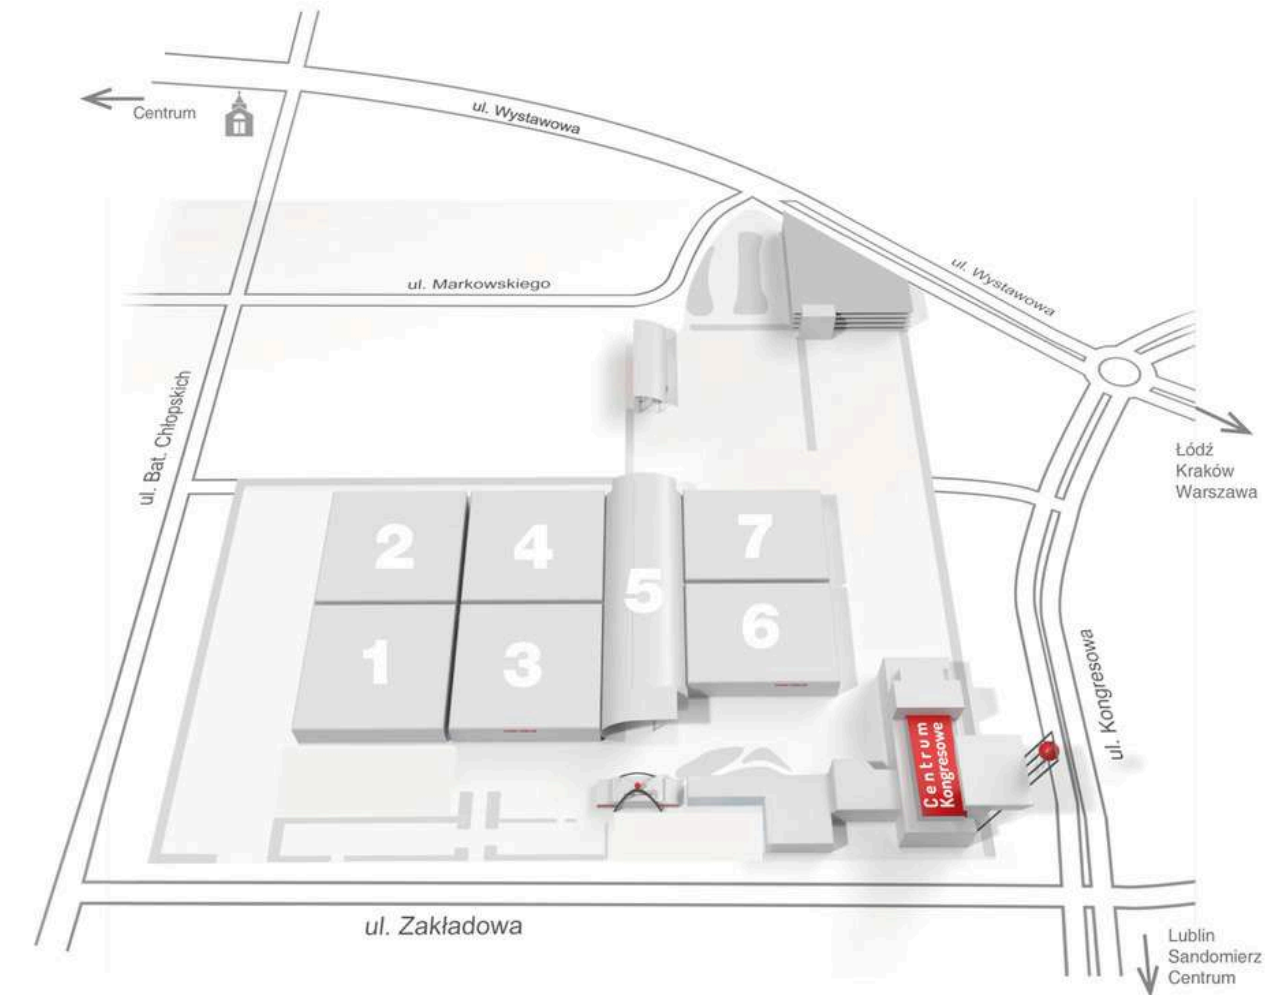 Centrum
ul. Wystawowa
ul. Markowskiego
ul. Wystawowa
ul. Bat. Chłopskich
Łódź
Kraków
Warszawa
2
4
5
7
1
3
6
Centrum
Kongresowe
ul. Kongresowa
ul. Zakładowa
Lublin
Sandomierz
Centrum